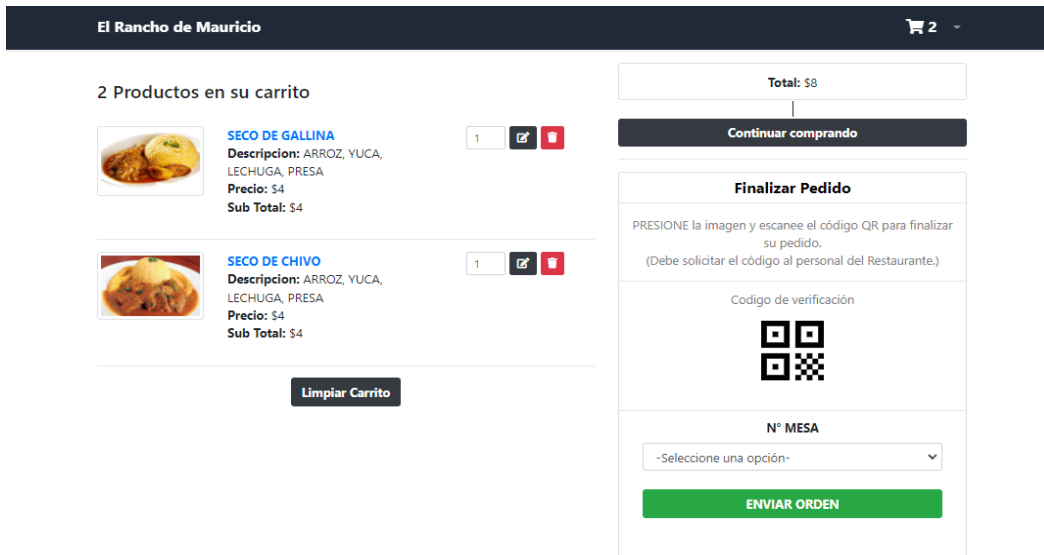 El Rancho de Mauricio
2
2 Productos en su carrito
SECO DE GALLINA
Descripcion: ARROZ, YUCA,
LECHUGA, PRESA
Precio: $4
Sub Total: $4
1
SECO DE CHIVO
Descripcion: ARROZ, YUCA,
LECHUGA, PRESA
Precio: $4
Sub Total: $4
1
Limpiar Carrito
Total: $8
Continuar comprando
Finalizar Pedido
PRESIONE la imagen y escanee el código QR para finalizar
su pedido.
(Debe solicitar el código al personal del Restaurante.)
Codigo de verificación
N° MESA
-Seleccione una opción-
ENVIAR ORDEN